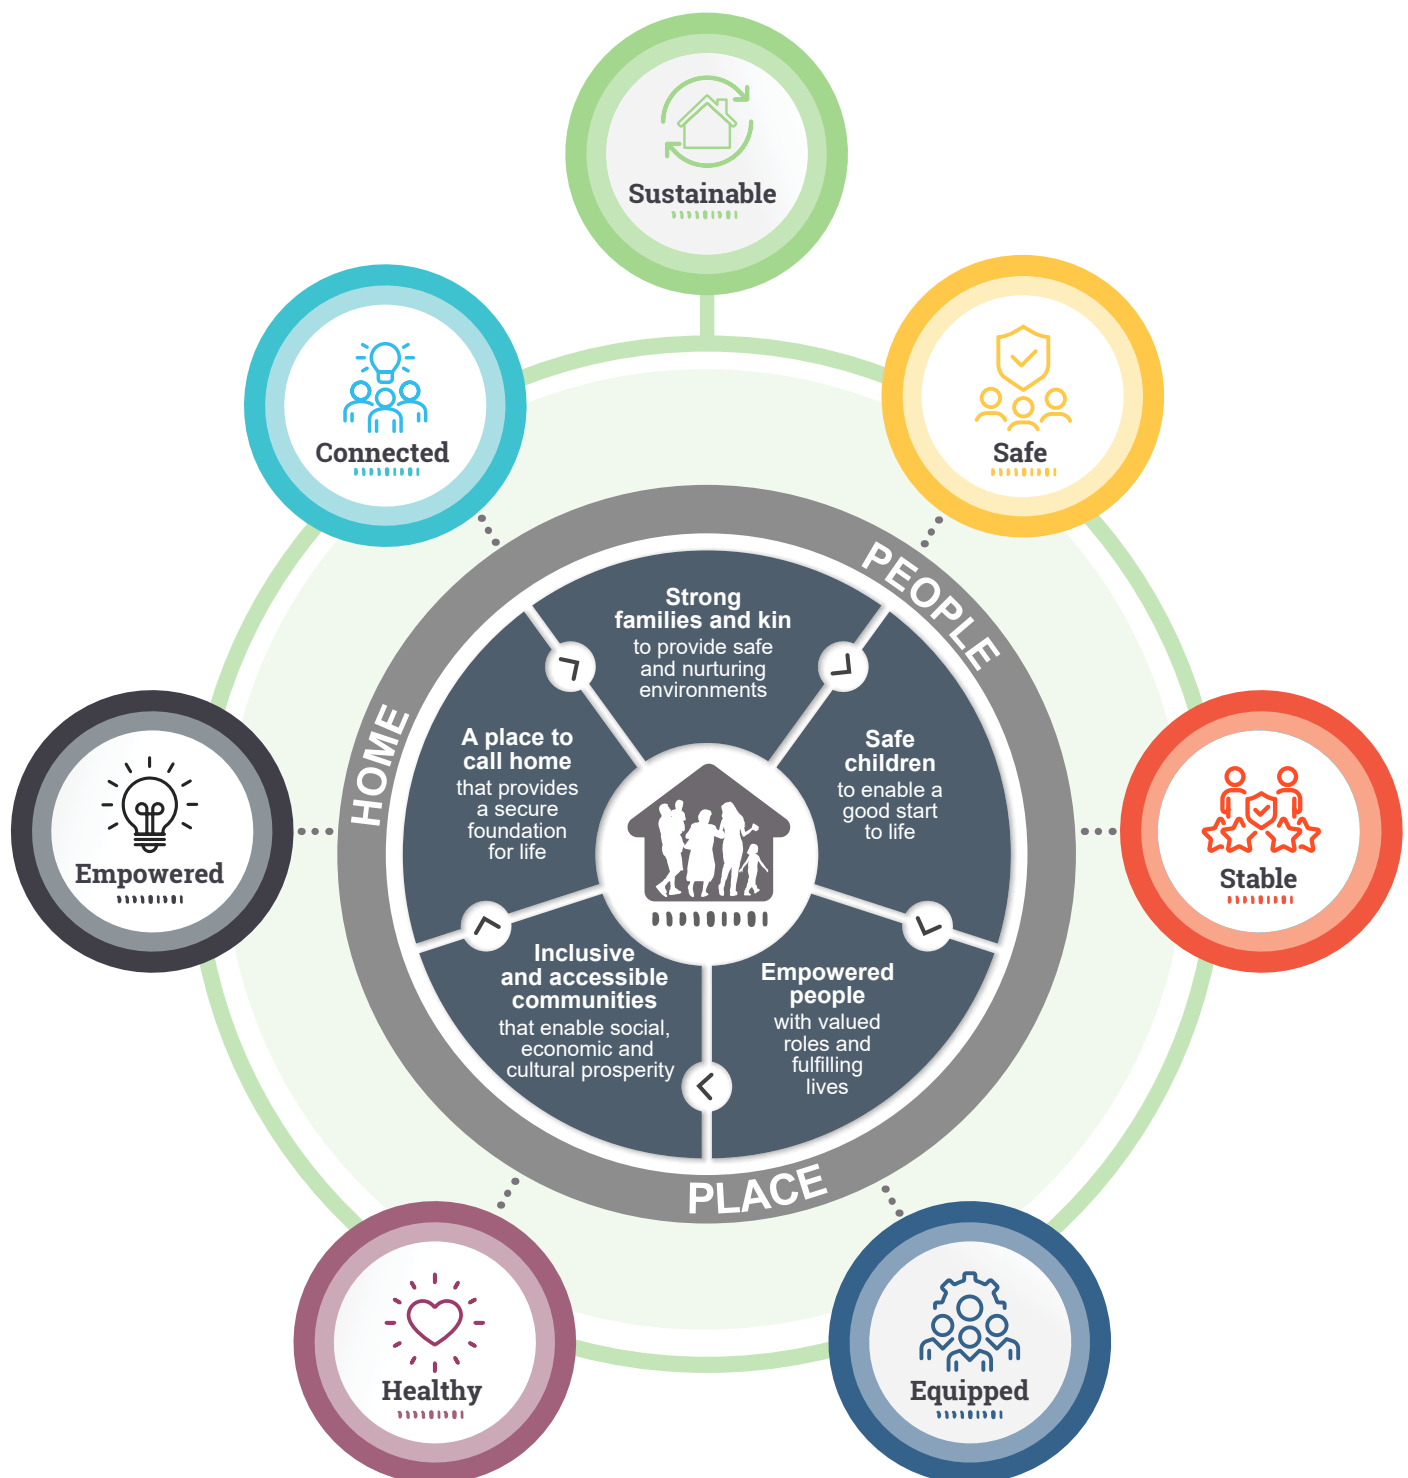 Sustainable
Connected
Safe
PEOPLE
Strong
families and kin
to provide safe
and nurturing
environments
HOME
A place to
call home
that provides
a secure
foundation
for life
Safe
children
to enable a
good start
to life
Empowered
Stable
Inclusive
and accessible
communities
that enable social,
economic and
cultural prosperity
Empowered
people
with valued
roles and
fulfilling
lives
PLACE
Healthy
Equipped